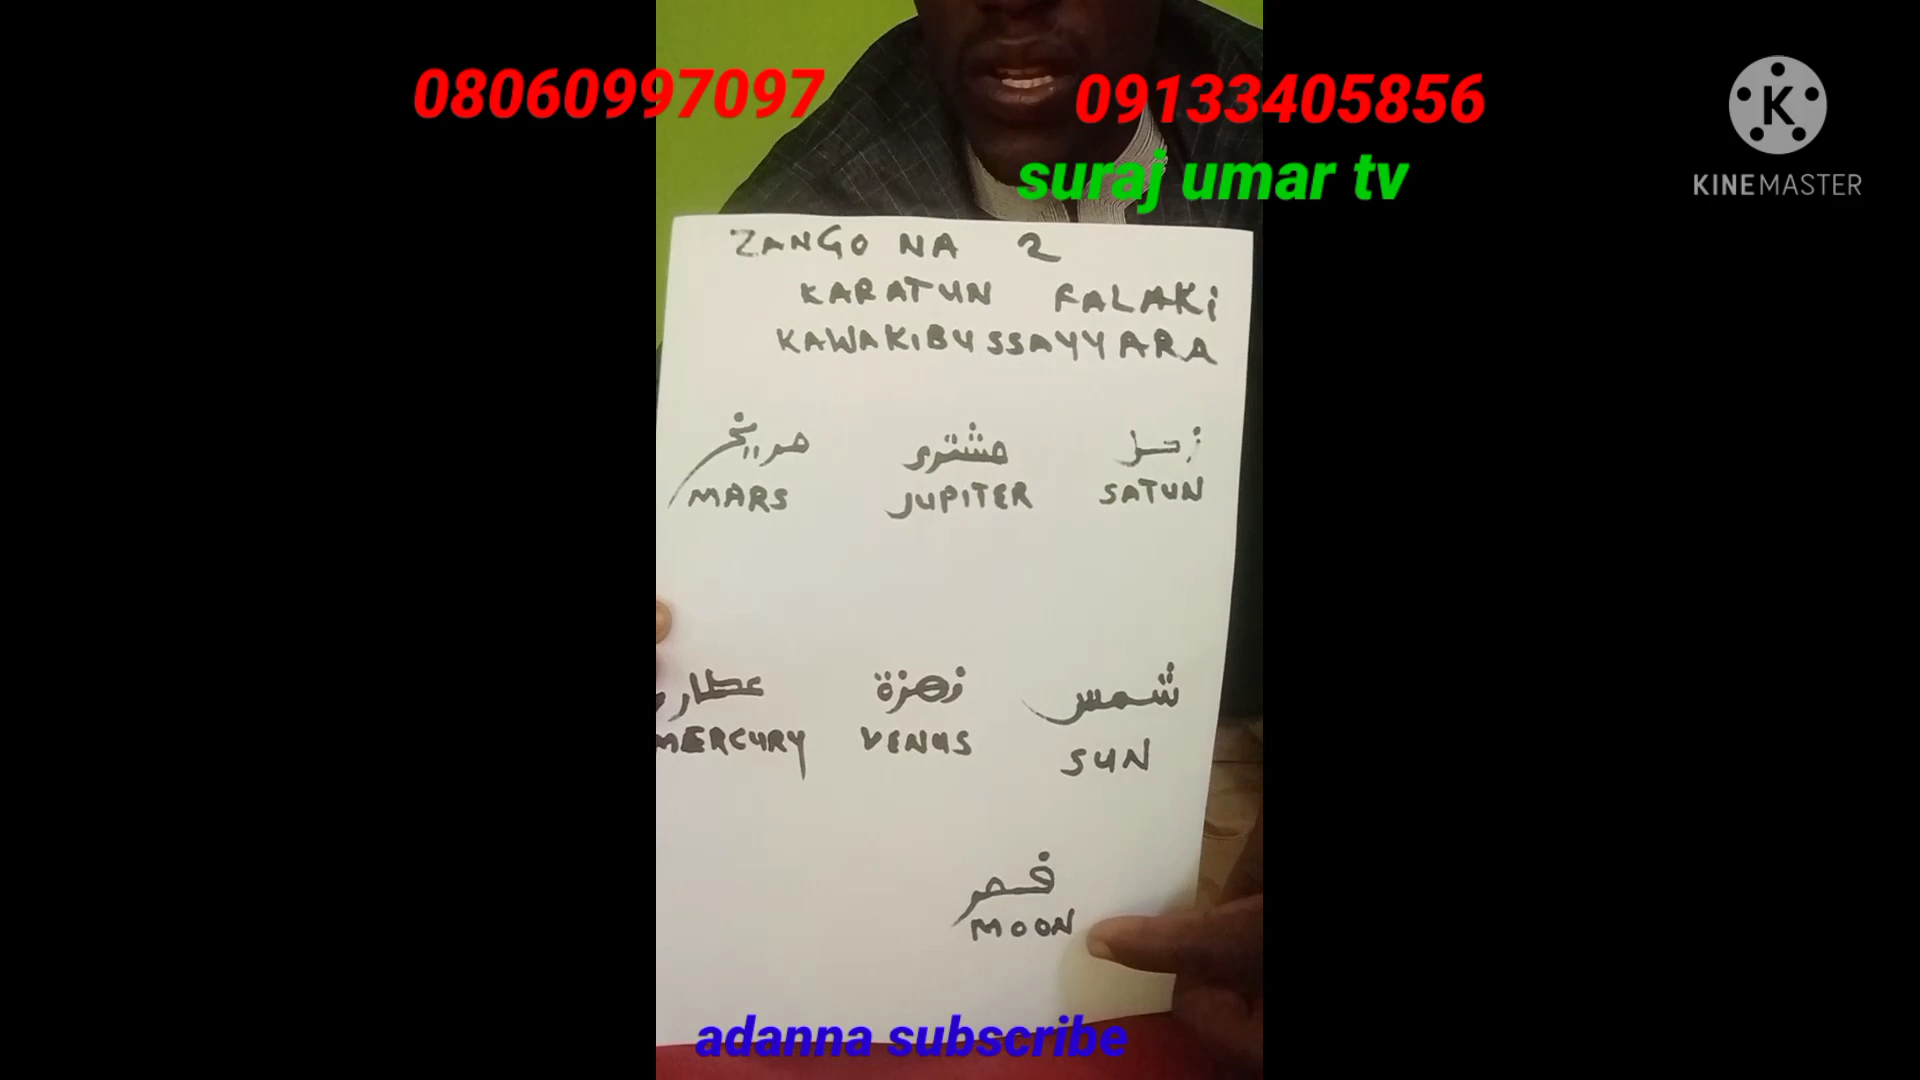 08060997097 09133405856
suraj umar tv
KINEMASTER
ZANGO NA 2
KARATUN FALAKI
KAWAKIBUSSAYYARA
مريخ مشترى زحل
MARS JUPITER SATUN
عطارد زهزة شمس
MERCURY VENUS SUN
قمر
MOON
adanna subscribe